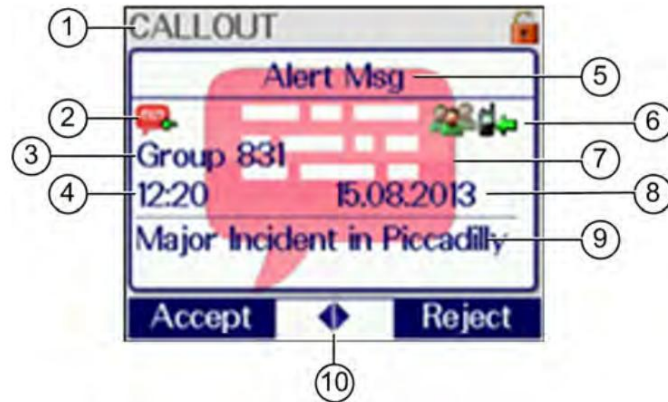 CALLOUT
Alert Msg
Group 831
12:20 15.08.2013
Major Incident in Piccadilly
Accept Reject
1
2
3
4
5
6
7
8
9
10